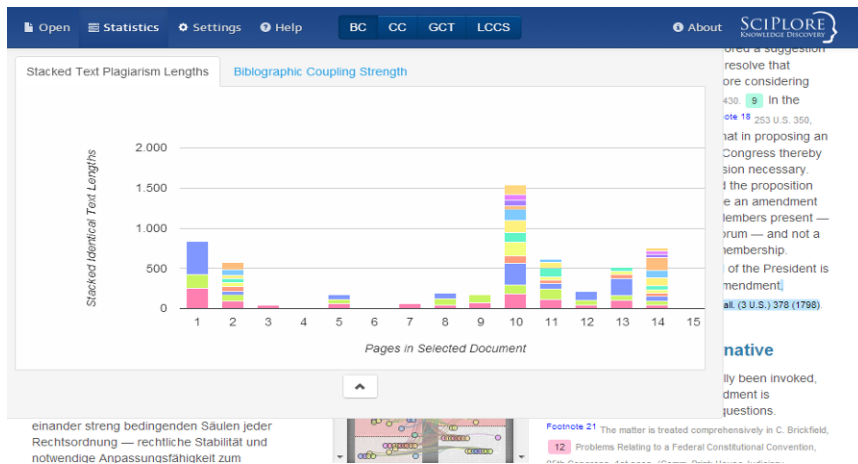 Open Statistics Settings Help BC CC GCT LCCS About SCIPLORE
KNOWLEDGE DISCOVERY
Stacked Text Plagiarism Lengths Biblographic Coupling Strength
Stacked Identical Text Lengths
2.000
1.500
1.000
500
0
1 2 3 4 5 6 7 8 9 10 11 12 13 14 15
Pages in Selected Document
ored a suggestion
resolve that
ore considering
430. 9 In the
ote 18 253 U.S. 350,
hat in proposing an
Congress thereby
sion necessary.
the proposition
e an amendment
Members present —
orum — and not a
membership.
l of the President is
mendment.
all. (3 U.S.) 378 (1798).
native
lly been invoked,
dment is
questions.
einander streng bedingenden Säulen jeder
Rechtsordnung — rechtliche Stabilität und
notwendige Anpassungsfähigkeit zum
Footnote 21 The matter is treated comprehensively in C. Brickfield,
12 Problems Relating to a Federal Constitutional Convention,